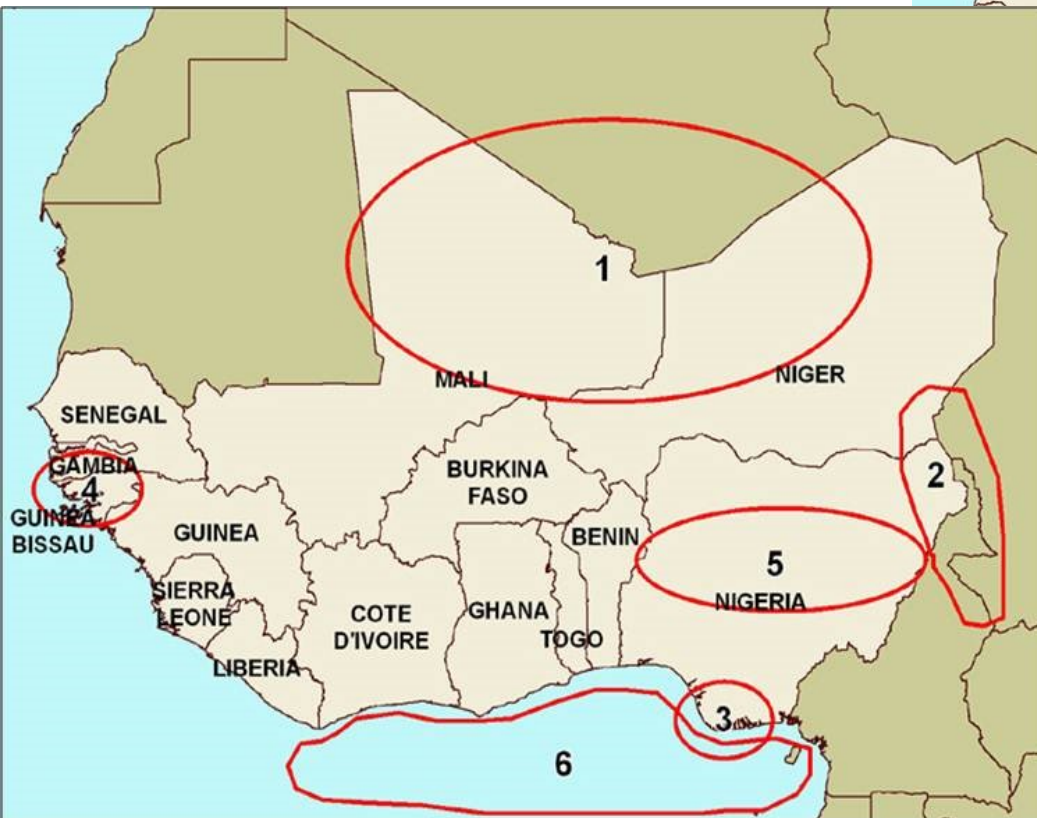 1
MALI
NIGER
SENEGAL
GAMBIA
4
GUINEA
BISSAU
GUINEA
BURKINA
FASO
2
BENIN
5
NIGERIA
SIERRA
LEONE
COTE
D'IVOIRE
GHANA
TOGO
LIBERIA
3
6